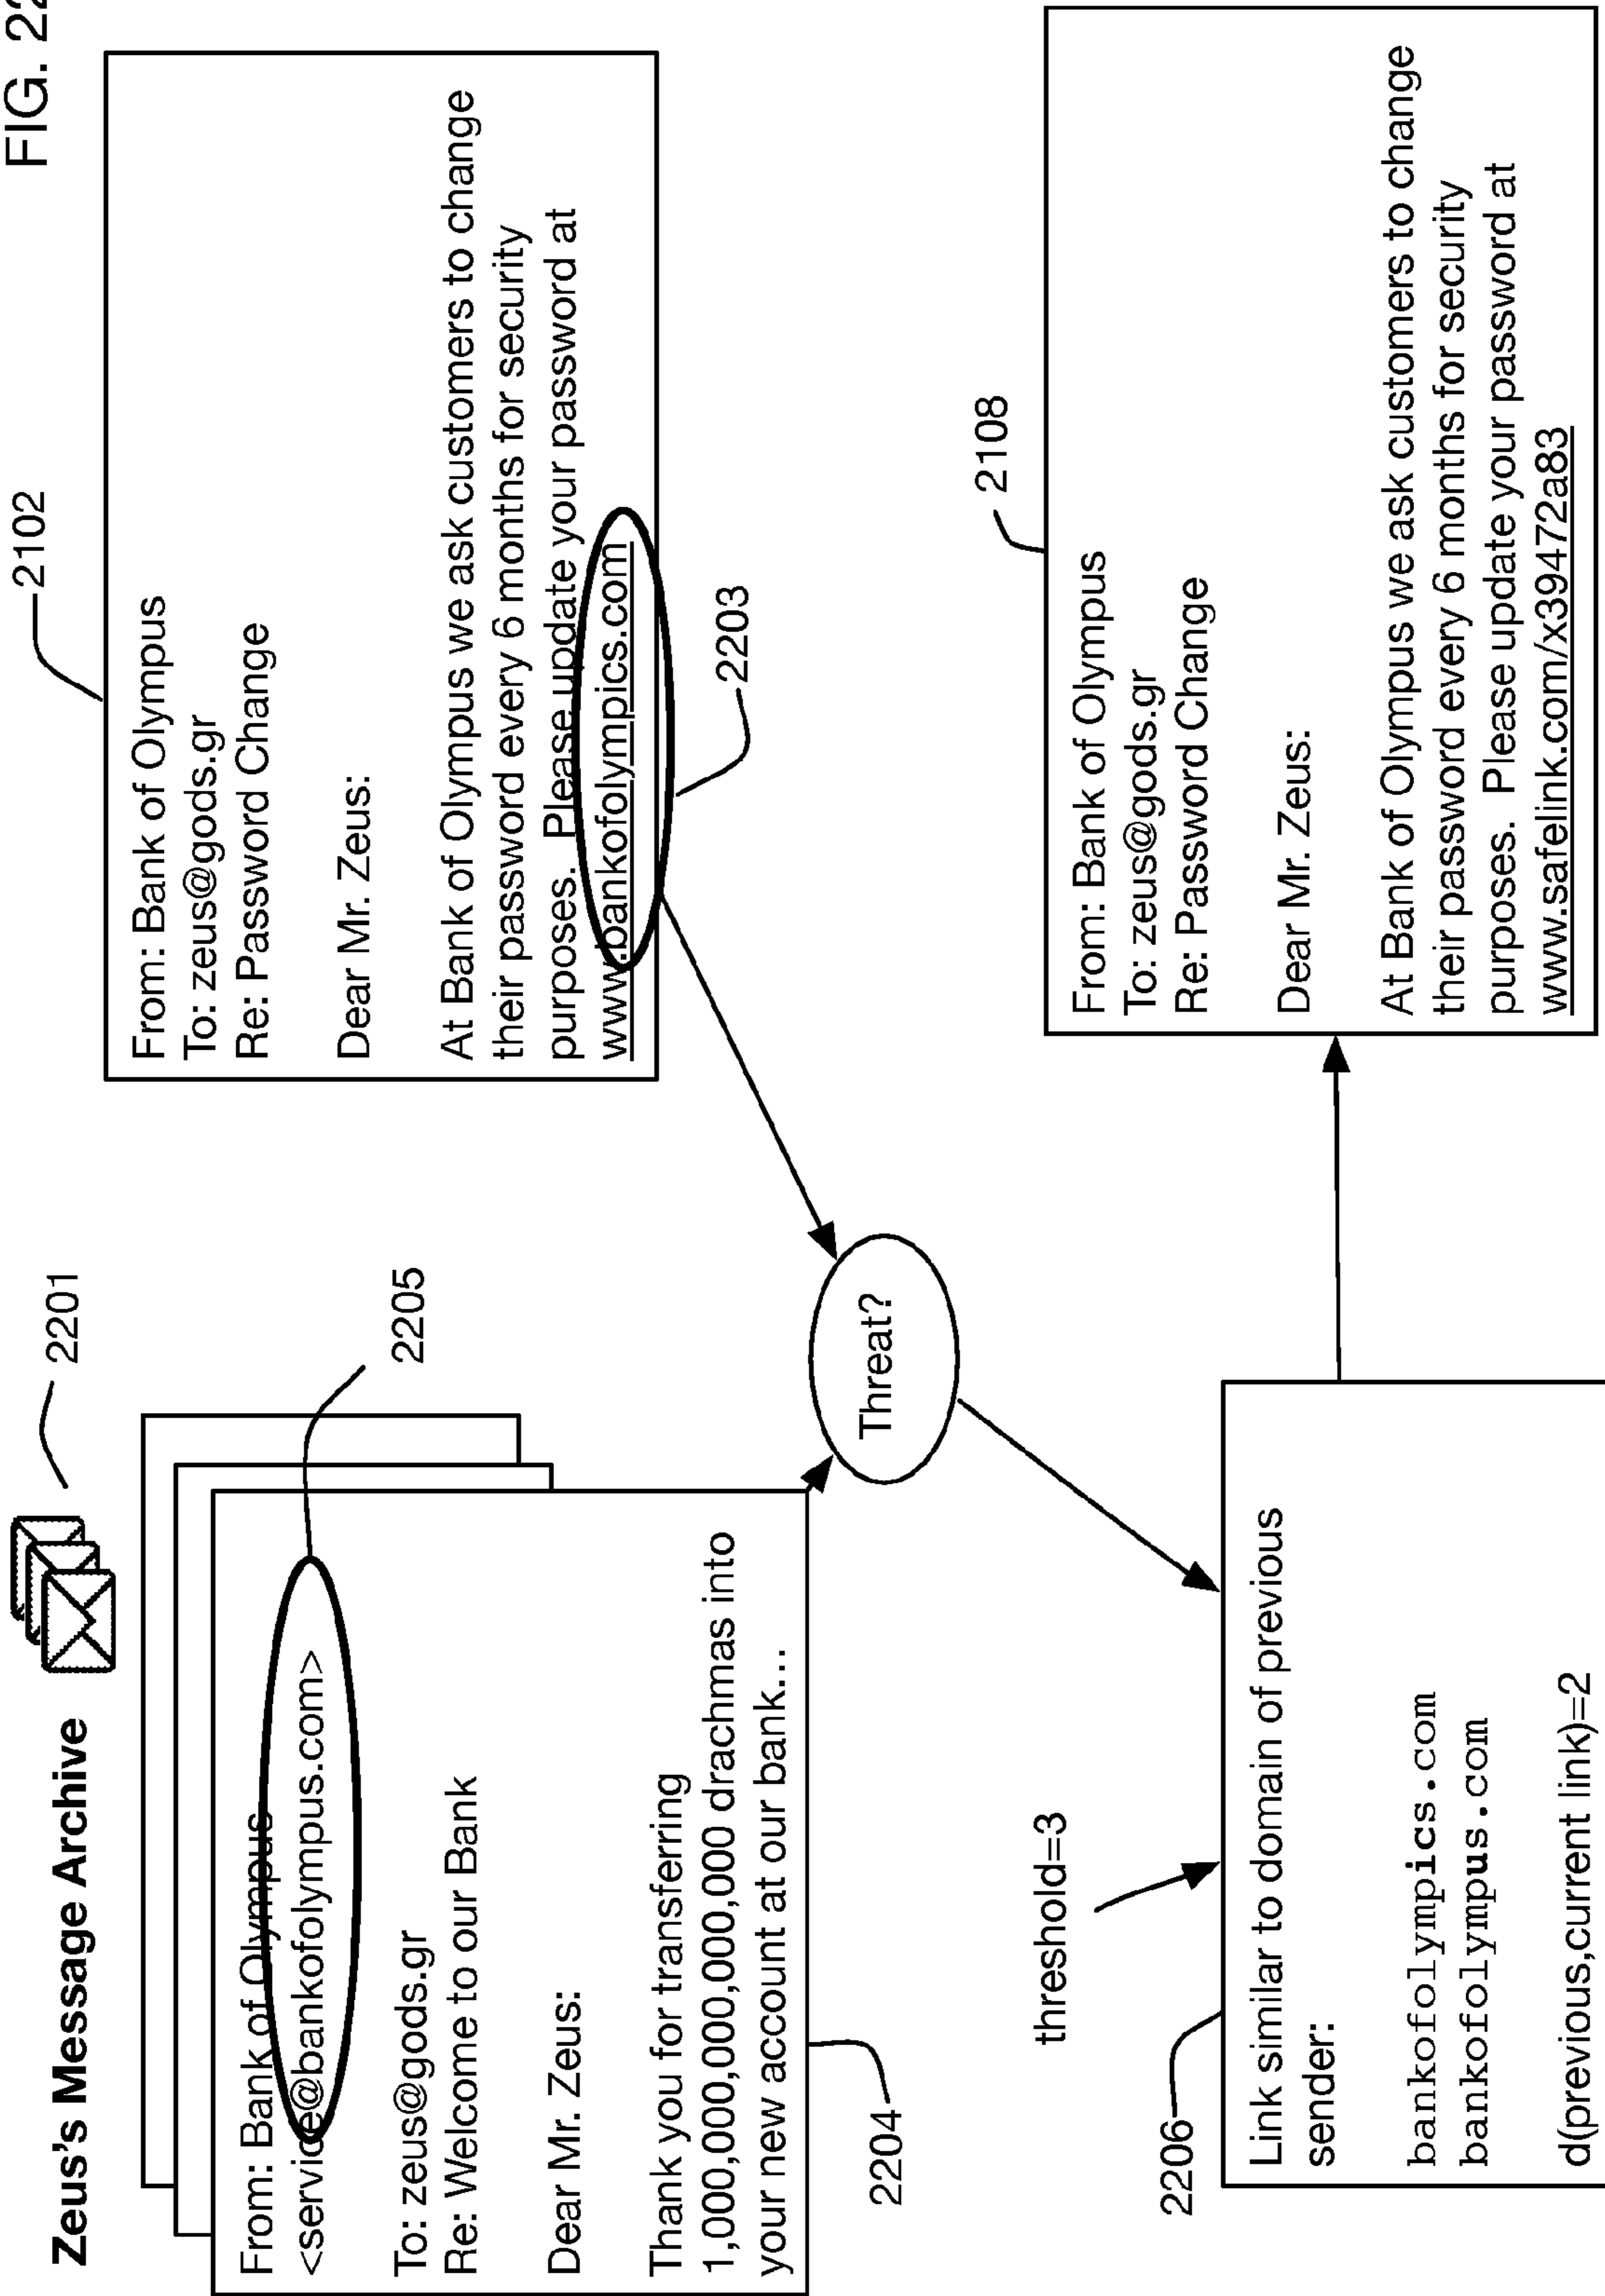 FIG. 22
Zeus's Message Archive
2201
From: Bank of Olympus
<service@bankofolympus.com>
To: zeus@gods.gr
Re: Welcome to our Bank
Dear Mr. Zeus:
Thank you for transferring
1,000,000,000,000 drachmas into
your new account at our bank...
2205
2204
2102
From: Bank of Olympus
To: zeus@gods.gr
Re: Password Change
Dear Mr. Zeus:
At Bank of Olympus we ask customers to change
their password every 6 months for security
purposes. Please update your password at
www.bankofolympics.com
2203
Threat?
threshold=3
2206
Link similar to domain of previous
sender:
bankofolympics.com
bankofolympus.com
d(previous,current link)=2
2108
From: Bank of Olympus
To: zeus@gods.gr
Re: Password Change
Dear Mr. Zeus:
At Bank of Olympus we ask customers to change
their password every 6 months for security
purposes. Please update your password at
www.safelink.com/x39472a83